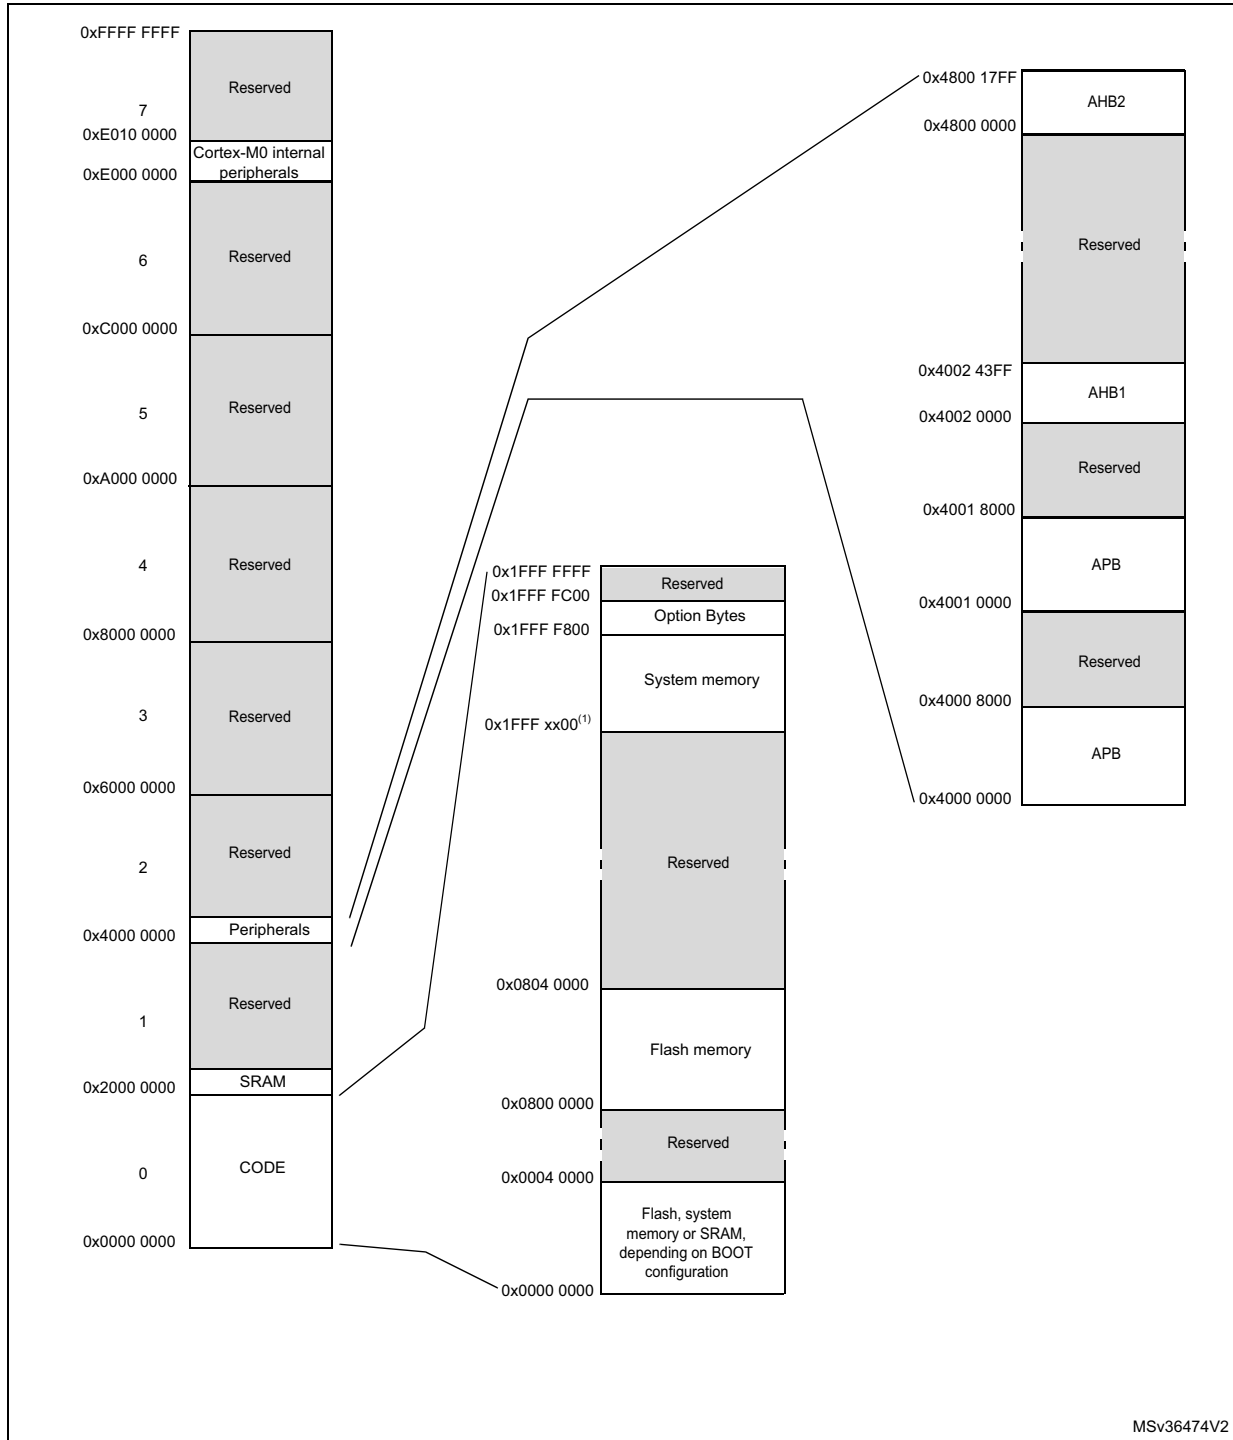 0xFFFF FFFF
Reserved
7
0xE010 0000
Cortex-M0 internal
peripherals
0xE000 0000
6
Reserved
0xC000 0000
5
Reserved
0xA000 0000
4
Reserved
0x8000 0000
3
Reserved
0x6000 0000
2
Reserved
Peripherals
0x4000 0000
1
Reserved
SRAM
0x2000 0000
0
CODE
0x0000 0000
0x1FFF FFFF
Reserved
0x1FFF FC00
Option Bytes
0x1FFF F800
System memory
0x1FFF xx00(1)
Reserved
0x0804 0000
Flash memory
0x0800 0000
Reserved
0x0004 0000
Flash, system
memory or SRAM,
depending on BOOT
configuration
0x0000 0000
0x4800 17FF
AHB2
0x4800 0000
Reserved
0x4002 43FF
AHB1
0x4002 0000
Reserved
0x4001 8000
APB
0x4001 0000
Reserved
0x4000 8000
APB
0x4000 0000
MSv36474V2